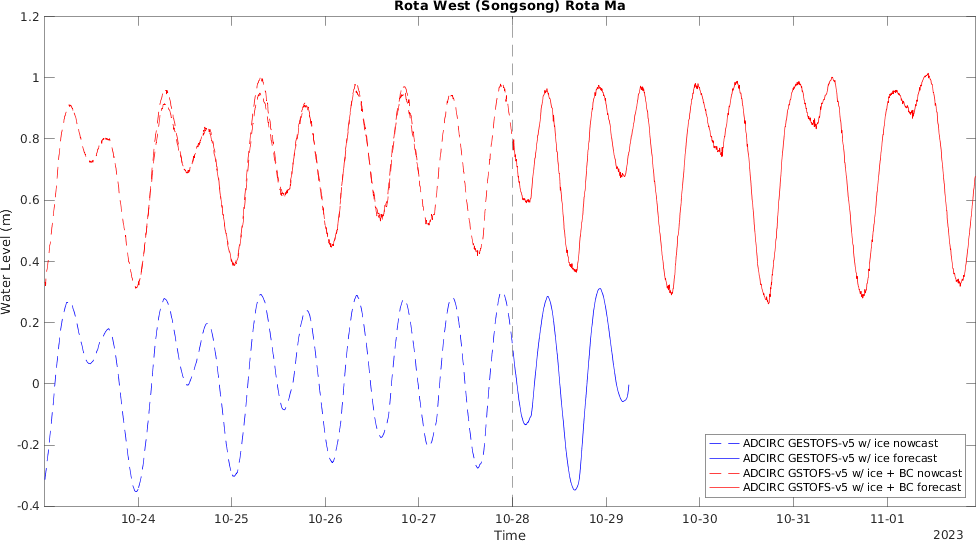 Rota West (Songsong) Rota Ma
1.2
1
0.8
0.6
0.4
0.2
0
-0.2
-0.4
Water Level (m)
ADCIRC GESTOFS-v5 w/ ice nowcast
ADCIRC GESTOFS-v5 w/ ice forecast
ADCIRC GSTOFS-v5 w/ ice + BC nowcast
ADCIRC GSTOFS-v5 w/ ice + BC forecast
10-24 10-25 10-26 10-27 10-28 10-29 10-30 10-31 11-01
Time
2023